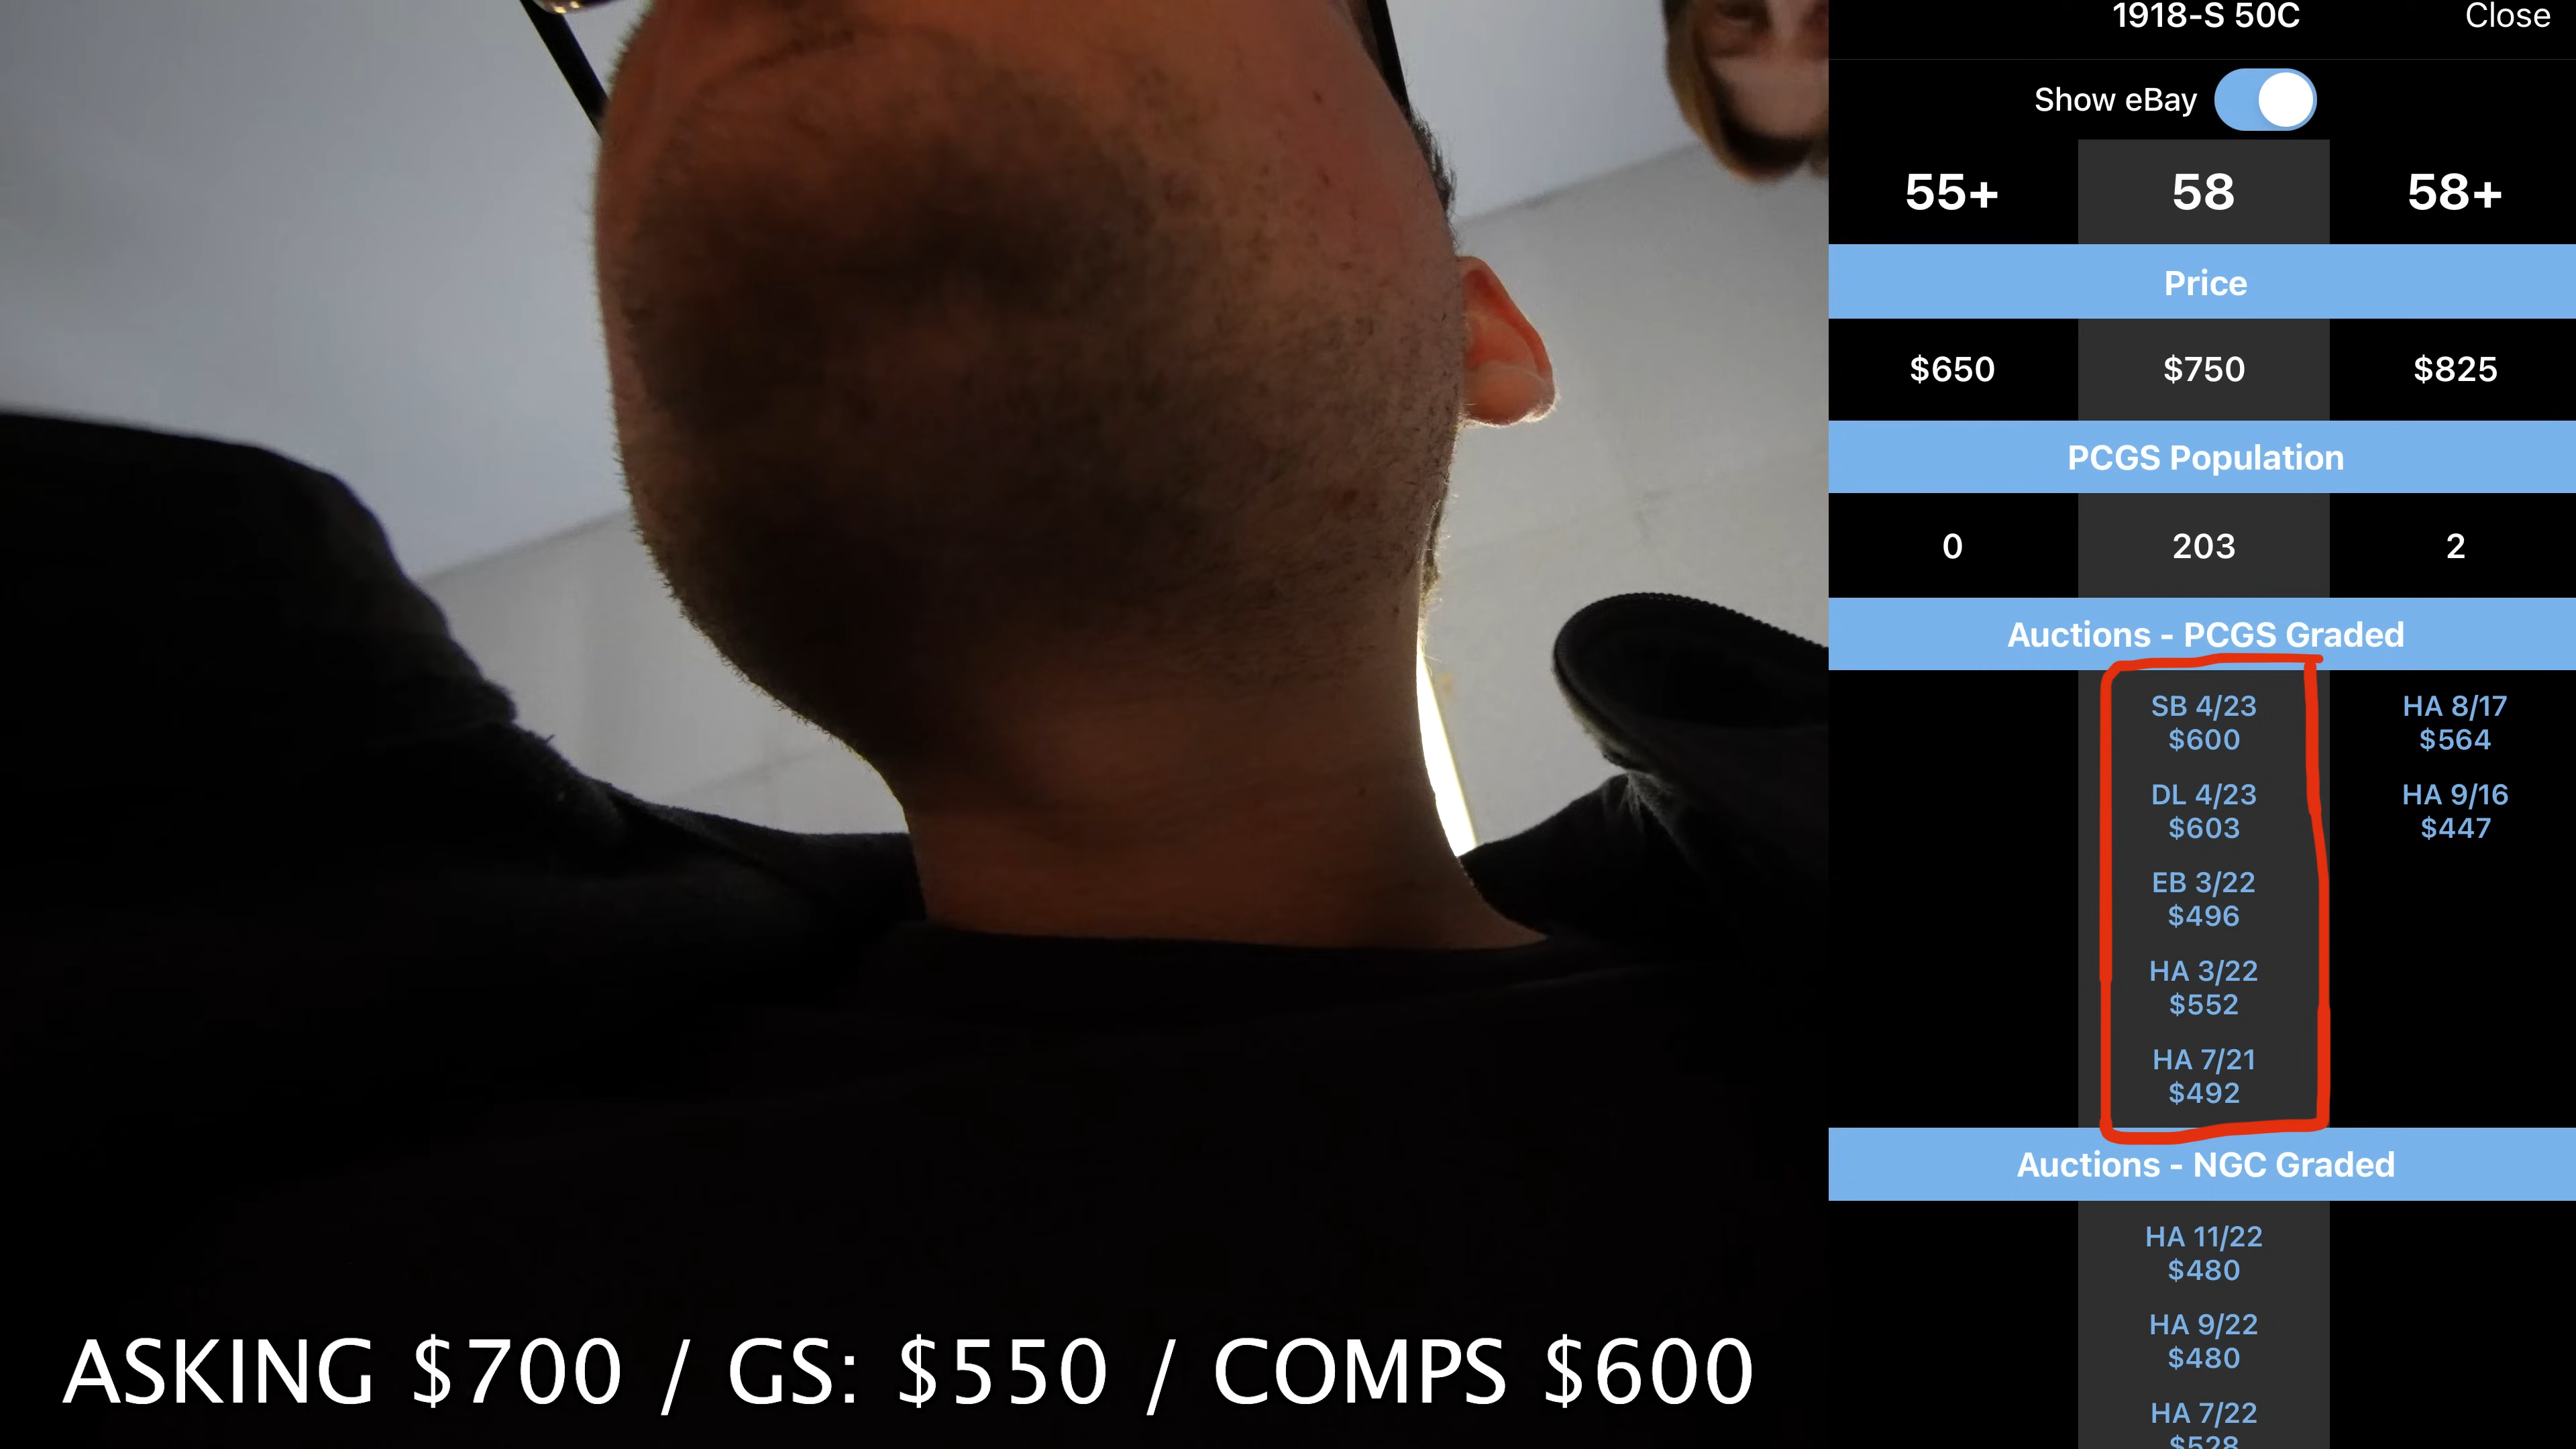 1918-S 50C Close
Show eBay
55+ 58 58+
Price
$650 $750 $825
PCGS Population
0 203 2
Auctions - PCGS Graded
SB 4/23 HA 8/17
$600 $564
DL 4/23 HA 9/16
$603 $447
EB 3/22
$496
HA 3/22
$552
HA 7/21
$492
Auctions - NGC Graded
HA 11/22
$480
HA 9/22
$480
HA 7/22
$528
ASKING $700 / GS: $550 / COMPS $600